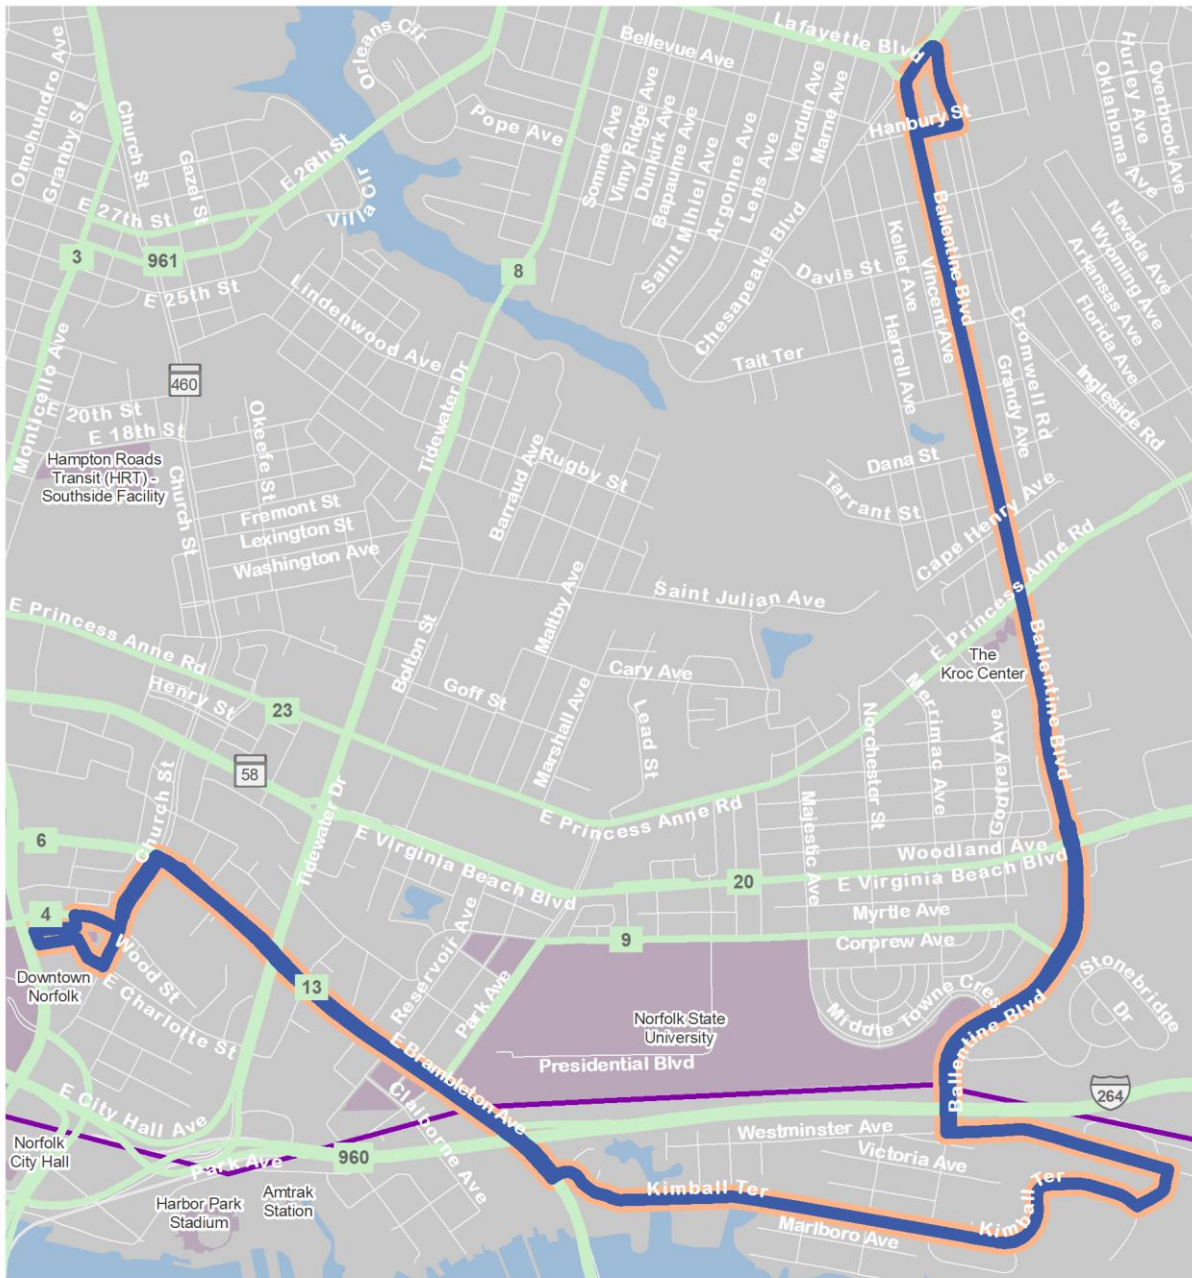 Lafayette Blvd
Orleans Cir
Bellevue Ave
Hurley Ave
Overbrook Ave
Oklahoma Ave
Omohundro Ave
Granby St
Church St
Gazel St
E 26th St
Pope Ave
Somme Ave
Vimy Ridge Ave
Dunkirk Ave
Bapaume Ave
Saint Mihiel Ave
Argonne Ave
Lens Ave
Verdun Ave
Marne Ave
Hanbury St
E 27th St
Villa Cir
3
961
8
E 25th St
Lindenwood Ave
Chesapeake Blvd
Davis St
Keller Ave
Vincent Ave
Ballentine Blvd
Nevada Ave
Wyoming Ave
Arkansas Ave
Florida Ave
Tait Ter
Harrell Ave
Cromwell Rd
Grandy Ave
Ingleside Rd
Monticello Ave
460
Tidewater Dr
E 20th St
E 18th St
Okeefe St
Hampton Roads
Transit (HRT) -
Southside Facility
Church St
Barraud Ave
Rugby St
Dana St
Tarrant St
Cape Henry Ave
Fremont St
Lexington St
Washington Ave
Maltby Ave
Saint Julian Ave
E Princess Anne Rd
E Princess Anne Rd
Bolton St
Cary Ave
The
Kroc Center
Ballentine Blvd
Henry St
23
Goff St
Marshall Ave
Lead St
Norchester St
Merrimac Ave
Godfrey Ave
58
Church St
Tidewater Dr
E Princess Anne Rd
Majestic Ave
6
E Virginia Beach Blvd
Woodland Ave
20
E Virginia Beach Blvd
4
Reservoir Ave
Myrtle Ave
9
Corprew Ave
Wood St
Downtown
Norfolk
E Charlotte St
13
Park Ave
Norfolk State
University
Middle Towne Cres
Stonebridge
Dr
Ballentine Blvd
E Brambleton Ave
Presidential Blvd
264
E City Hall Ave
Claiborne Ave
Westminster Ave
Norfolk
City Hall
Park Ave
960
Victoria Ave
Harbor Park
Stadium
Amtrak
Station
Kimball Ter
Kimball Ter
Marlboro Ave